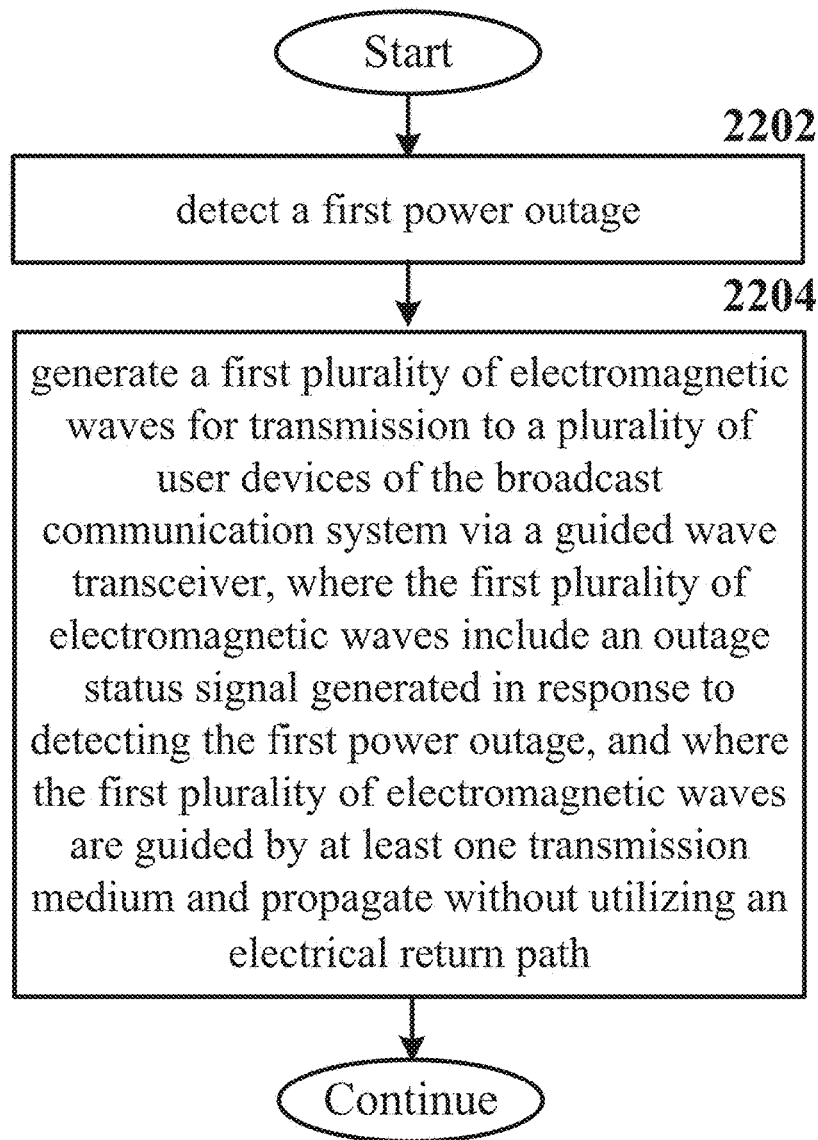 Start
2202
detect a first power outage
2204
generate a first plurality of electromagnetic
waves for transmission to a plurality of
user devices of the broadcast
communication system via a guided wave
transceiver, where the first plurality of
electromagnetic waves include an outage
status signal generated in response to
detecting the first power outage, and where
the first plurality of electromagnetic waves
are guided by at least one transmission
medium and propagate without utilizing an
electrical return path
Continue